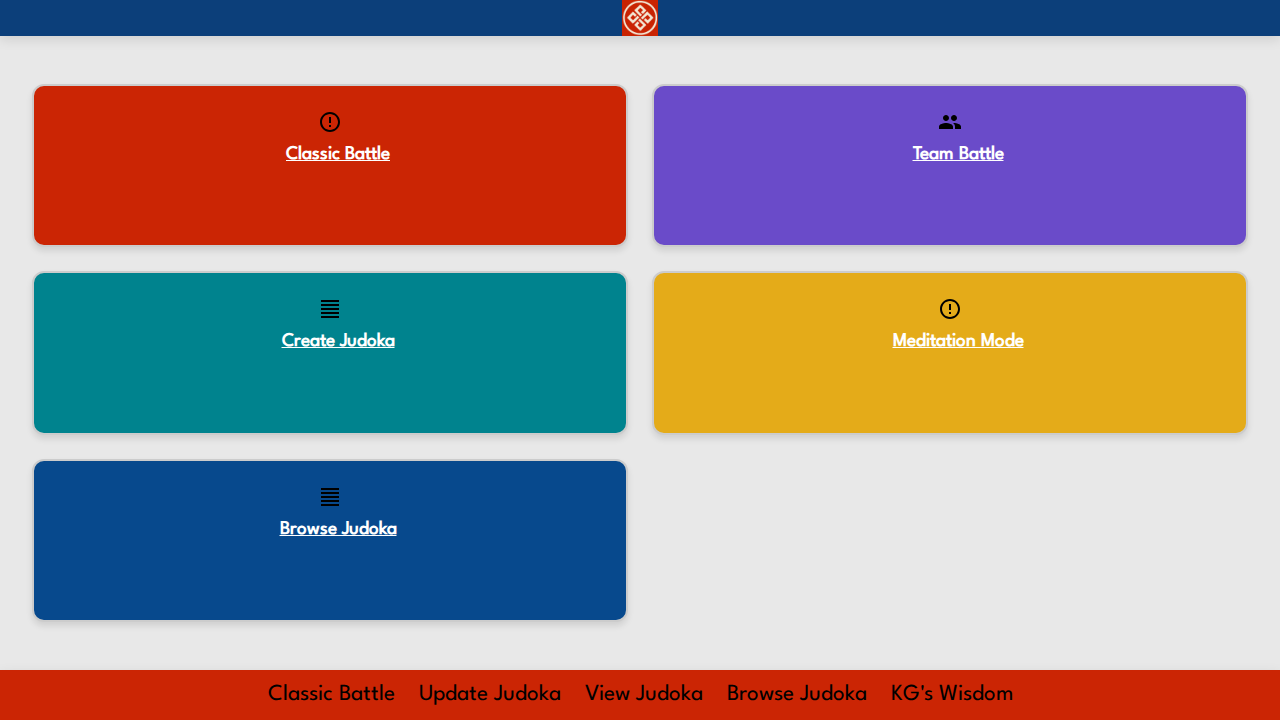 Classic Battle
Team Battle
Create Judoka
Meditation Mode
Browse Judoka
Classic Battle Update Judoka View Judoka Browse Judoka KG's Wisdom